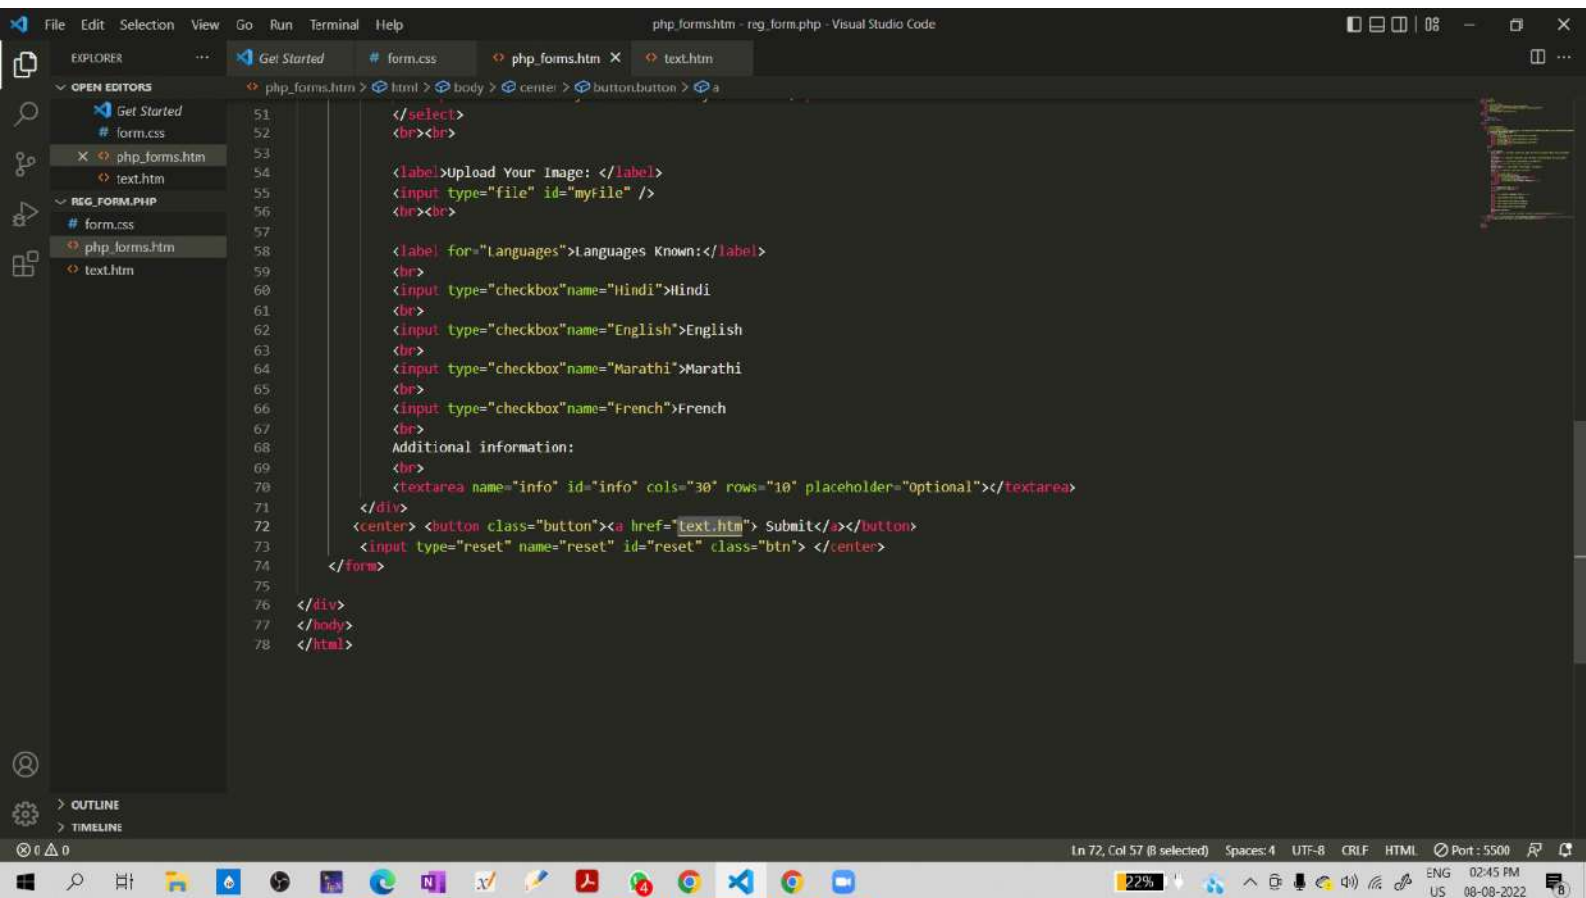 File Edit Selection View Go Run Terminal Help
php_forms.htm - reg_form.php - Visual Studio Code
EXPLORER
Get Started
# form.css
php_forms.htm
text.htm
OPEN EDITORS
php_forms.htm > html > body > center > button.button > a
Get Started
# form.css
php_forms.htm
text.htm
REG_FORM.PHP
# form.css
php_forms.htm
text.htm
51 </select>
52 <br><br>
53
54 <label>Upload Your Image: </label>
55 <input type="file" id="myFile" />
56 <br><br>
57
58 <label for="Languages">Languages Known:</label>
59 <br>
60 <input type="checkbox"name="Hindi">Hindi
61 <br>
62 <input type="checkbox"name="English">English
63 <br>
64 <input type="checkbox"name="Marathi">Marathi
65 <br>
66 <input type="checkbox"name="French">French
67 <br>
68 Additional information:
69 <br>
70 <textarea name="info" id="info" cols="30" rows="10" placeholder="Optional"></textarea>
71 </div>
72 <center> <button class="button"><a href="text.htm"> Submit</a></button>
73 <input type="reset" name="reset" id="reset" class="btn"> </center>
74 </form>
75
76 </div>
77 </body>
78 </html>
OUTLINE
TIMELINE
0 0
Ln 72, Col 57 (8 selected) Spaces: 4 UTF-8 CRLF HTML Port : 5500
22%
ENG
US
02:45 PM
08-08-2022